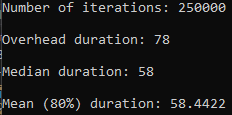 Number of iterations: 250000
Overhead duration: 78
Median duration: 58
Mean (80%) duration: 58.4422